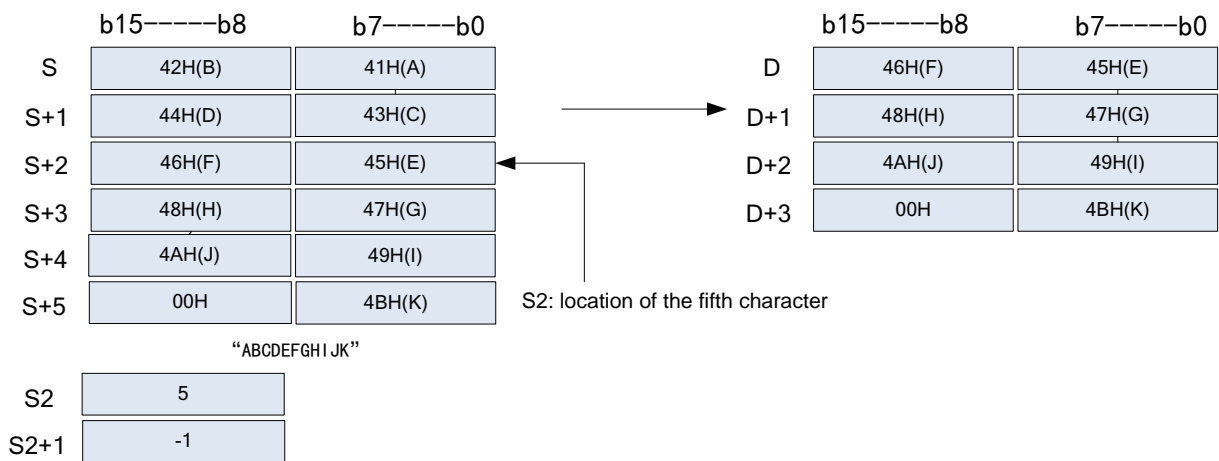 b15-----b8 b7-----b0 b15-----b8 b7-----b0
S 42H(B) 41H(A) D 46H(F) 45H(E)
S+1 44H(D) 43H(C) D+1 48H(H) 47H(G)
S+2 46H(F) 45H(E) D+2 4AH(J) 49H(I)
S+3 48H(H) 47H(G) D+3 00H 4BH(K)
S+4 4AH(J) 49H(I)
S+5 00H 4BH(K) S2: location of the fifth character
“ABCDEFGHIJK”
S2 5
S2+1 -1